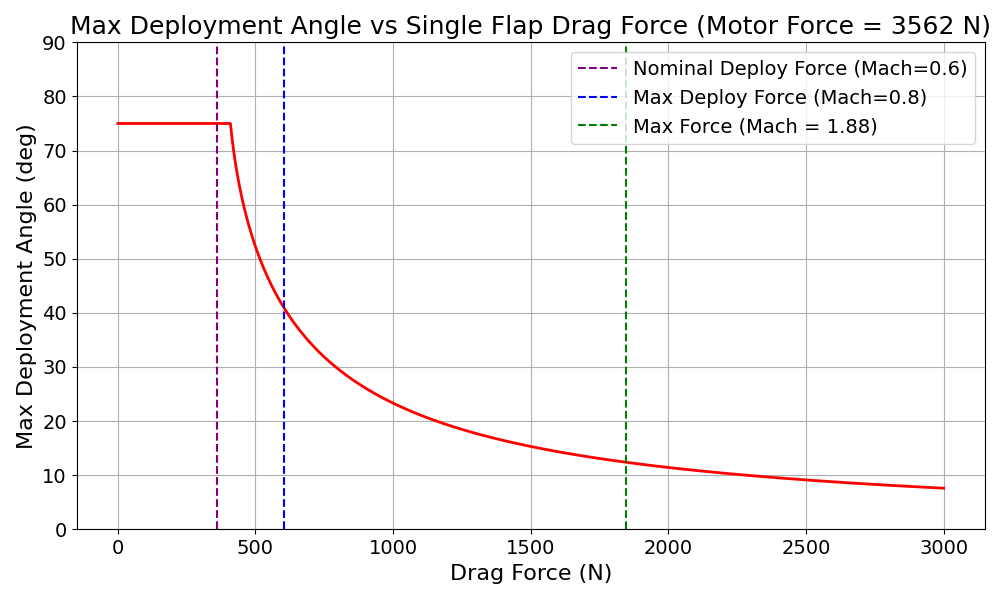 Max Deployment Angle vs Single Flap Drag Force (Motor Force = 3562 N)
Nominal Deploy Force (Mach=0.6)
Max Deploy Force (Mach=0.8)
Max Force (Mach = 1.88)
Max Deployment Angle (deg)
90
80
70
60
50
40
30
20
10
0
0 500 1000 1500 2000 2500 3000
Drag Force (N)